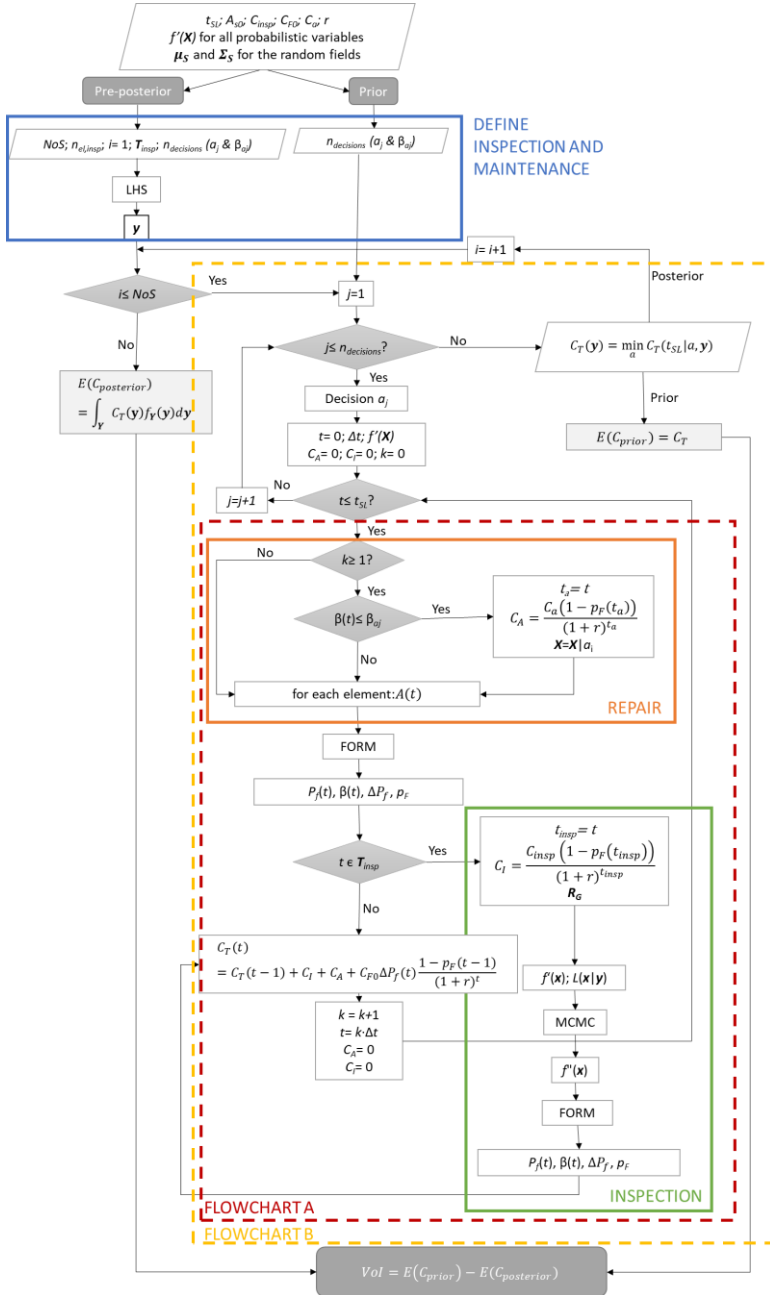 t_SL; A_s0; C_insp; C_F0; C_a; r
f'(X) for all probabilistic variables
μ_S and Σ_S for the random fields
Pre-posterior
Prior
DEFINE
INSPECTION AND
MAINTENANCE
NoS; n_el,insp; i= 1; T_insp; n_decisions (a_j & β_aj)
n_decisions (a_j & β_aj)
LHS
y
i= i+1
Posterior
i≤ NoS
Yes
j=1
No
j≤ n_decisions?
No
C_T(y) = min_a C_T(t_SL|a, y)
Yes
E(C_posterior)
= ∫_Y C_T(y)f_Y(y)dy
Decision a_j
Prior
E(C_prior) = C_T
t= 0; Δt; f'(X)
C_A= 0; C_I= 0; k= 0
No
j=j+1
t≤ t_SL?
Yes
No
k≥ 1?
Yes
β(t)≤ β_aj
Yes
t_a= t
C_A = C_a(1 − p_F(t_a)) / (1 + r)^t_a
X=X|a_i
No
for each element:A(t)
REPAIR
FORM
P_f(t), β(t), ΔP_f, p_F
t ϵ T_insp
Yes
t_insp= t
C_I = C_insp (1 − p_F(t_insp)) / (1 + r)^t_insp
R_G
No
C_T(t)
= C_T(t − 1) + C_I + C_A + C_F0ΔP_f(t) 1 − p_F(t − 1) / (1 + r)^t
f'(x); L(x|y)
k = k+1
t= k·Δt
C_A= 0
C_I= 0
MCMC
f''(x)
FORM
P_f(t), β(t), ΔP_f, p_F
INSPECTION
FLOWCHART A
FLOWCHART B
VoI = E(C_prior) − E(C_posterior)